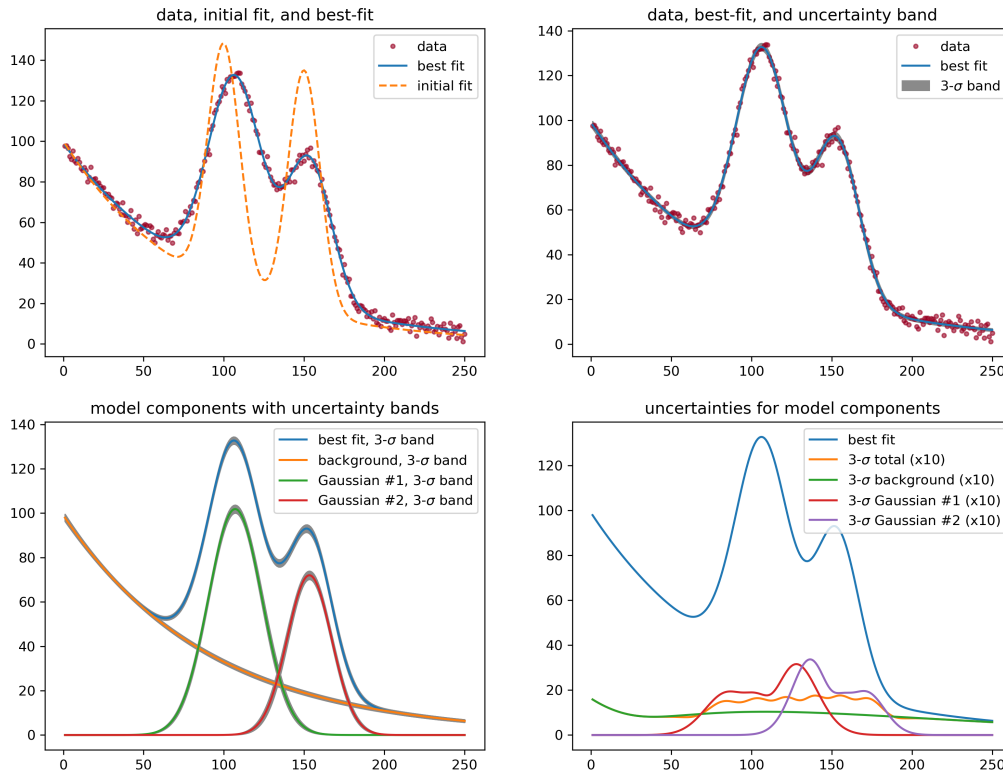 data, initial fit, and best-fit
data
best fit
initial fit
140
120
100
80
60
40
20
0
0 50 100 150 200 250
data, best-fit, and uncertainty band
data
best fit
3-σ band
140
120
100
80
60
40
20
0
0 50 100 150 200 250
model components with uncertainty bands
best fit, 3-σ band
background, 3-σ band
Gaussian #1, 3-σ band
Gaussian #2, 3-σ band
140
120
100
80
60
40
20
0
0 50 100 150 200 250
uncertainties for model components
best fit
3-σ total (x10)
3-σ background (x10)
3-σ Gaussian #1 (x10)
3-σ Gaussian #2 (x10)
120
100
80
60
40
20
0
0 50 100 150 200 250